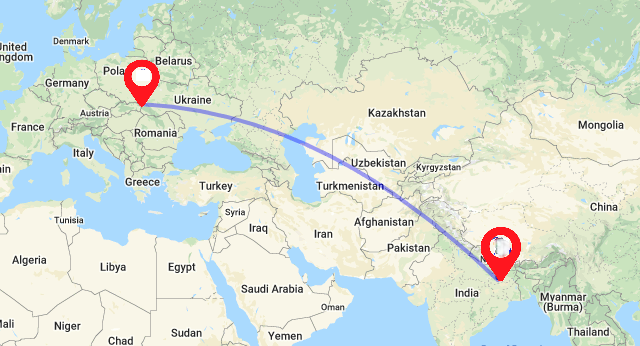 Denmark
United
Kingdom
Belarus
Pola
Germany
Ukraine
Austria
France
Kazakhstan
Mongolia
Romania
Italy
Uzbekistan
Kyrgyzstan
Greece
Turkey
Turkmenistan
Syria
China
Tunisia
Iraq
Iran
Afghanistan
Pakistan
Algeria
Libya
Egypt
Saudi Arabia
India
Oman
Myanmar
(Burma)
Mali
Niger
Chad
Sudan
Yemen
Thailand